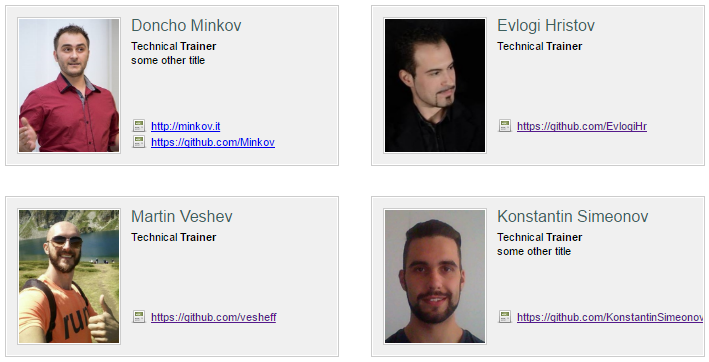 Doncho Minkov
Technical Trainer
some other title
http://minkov.it
https://github.com/Minkov
Evlogi Hristov
Technical Trainer
https://github.com/EvlogiHr
Martin Veshev
Technical Trainer
run
https://github.com/vesheff
Konstantin Simeonov
Technical Trainer
some other title
https://github.com/KonstantinSimeonov